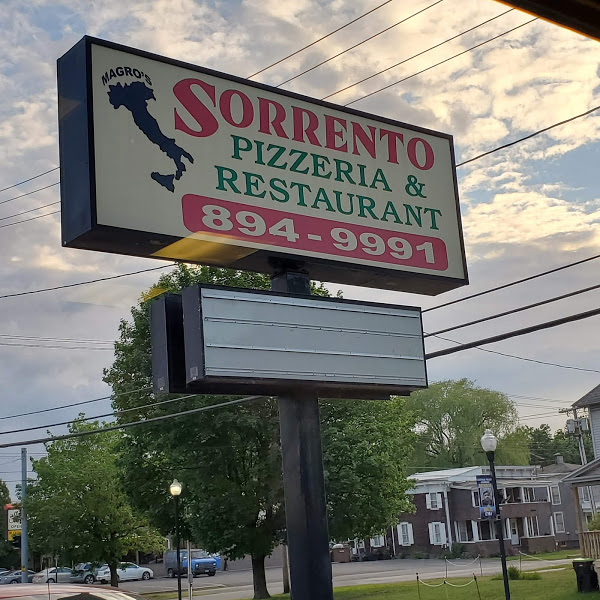 MAGRO'S
SORRENTO
PIZZERIA &
RESTAURANT
894-9991